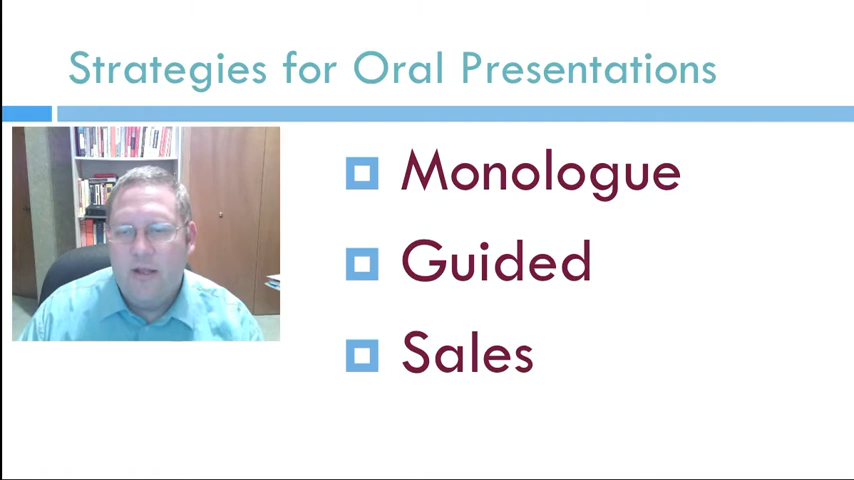 Strategies for Oral Presentations
Monologue
Guided
Sales